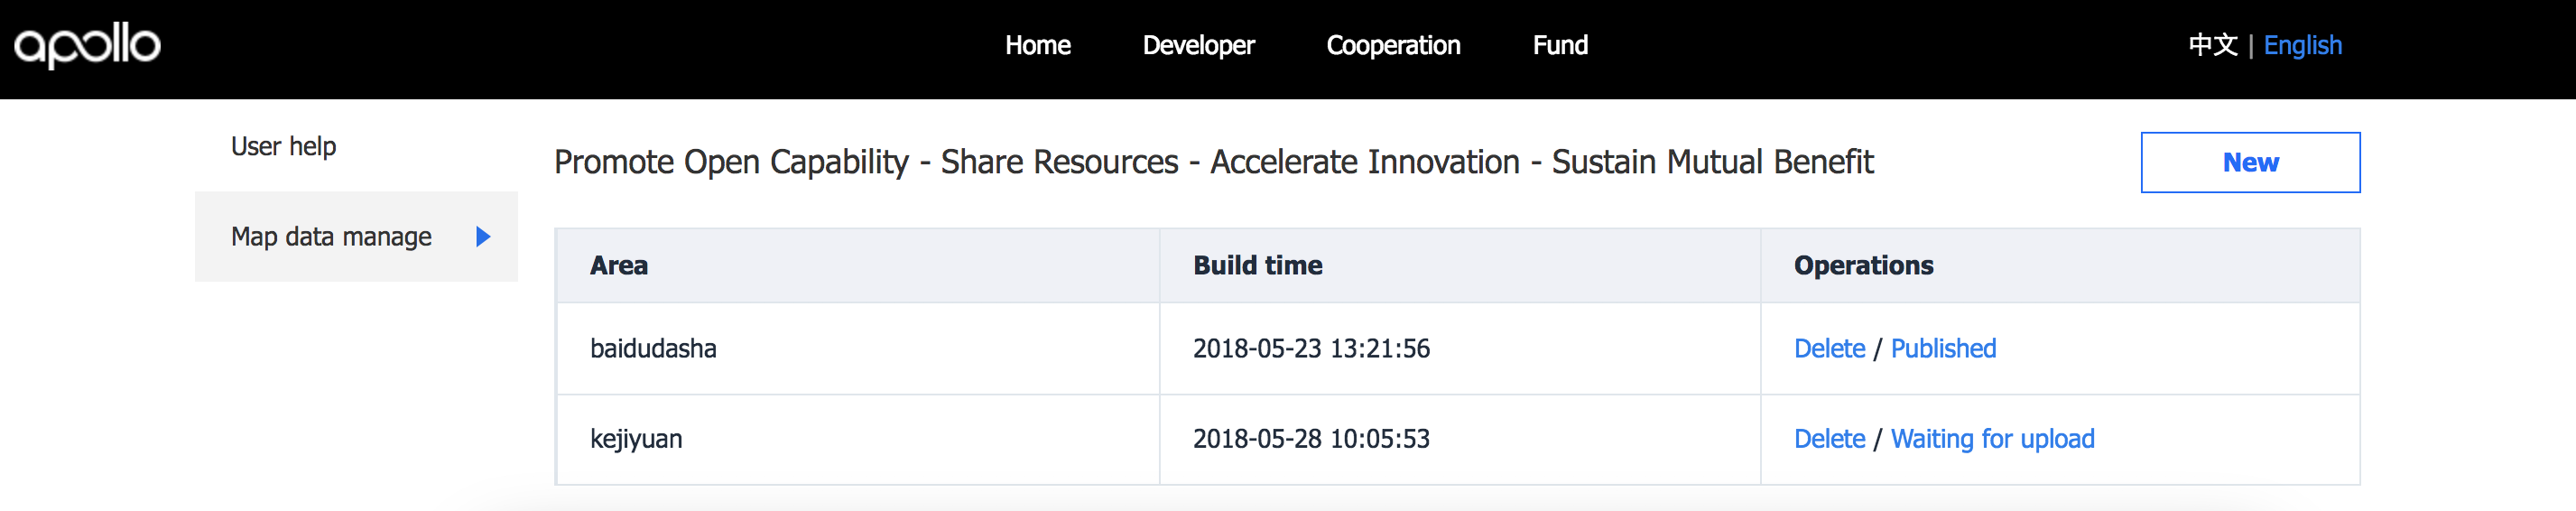 apollo
Home Developer Cooperation Fund 中文 | English
User help
Map data manage
Promote Open Capability - Share Resources - Accelerate Innovation - Sustain Mutual Benefit
New
Area Build time Operations
baidudasha 2018-05-23 13:21:56 Delete / Published
kejiyuan 2018-05-28 10:05:53 Delete / Waiting for upload